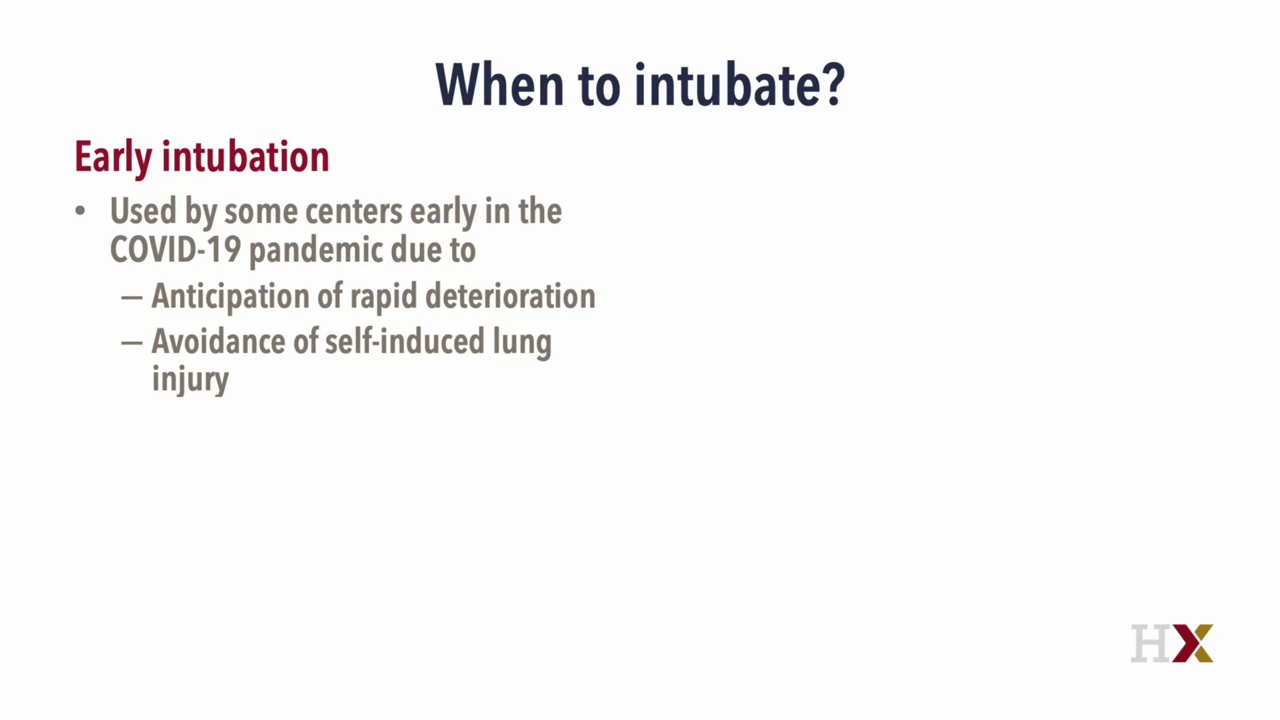 When to intubate?
Early intubation
• Used by some centers early in the
COVID-19 pandemic due to
— Anticipation of rapid deterioration
— Avoidance of self-induced lung
injury
HX